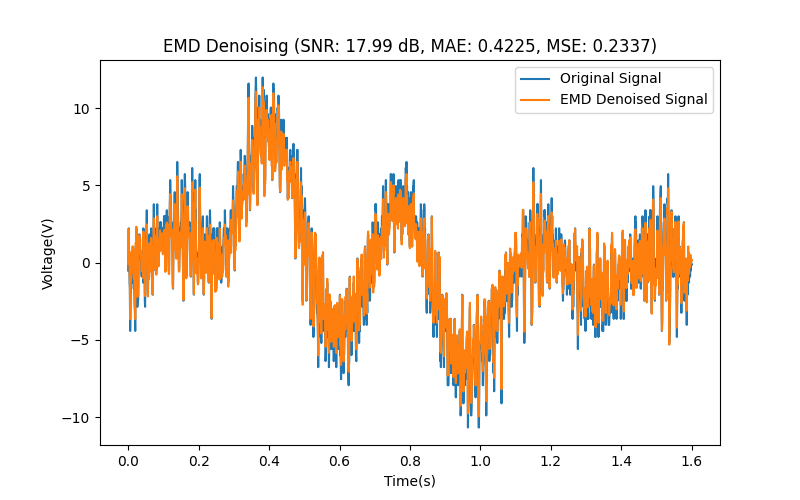 EMD Denoising (SNR: 17.99 dB, MAE: 0.4225, MSE: 0.2337)
Original Signal
EMD Denoised Signal
Voltage(V)
10
5
0
−5
−10
0.0 0.2 0.4 0.6 0.8 1.0 1.2 1.4 1.6
Time(s)